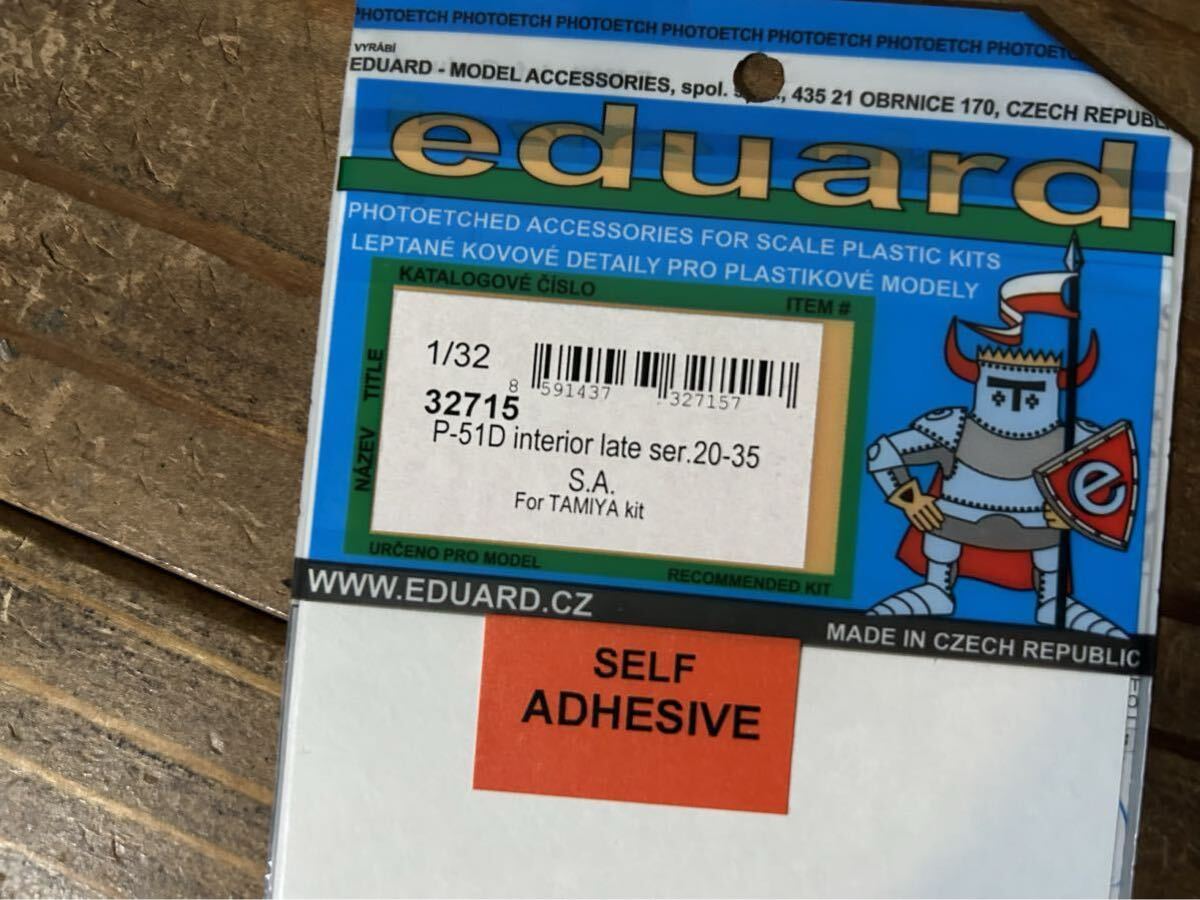 PHOTOETCH PHOTOETCH PHOTOETCH PHOTOETCH PHOTOETCH PHOTOETCH PHOTOETC
VYRÁBÍ
EDUARD - MODEL ACCESSORIES, spol. 435 21 OBRNICE 170, CZECH REPUBL
eduard
PHOTOETCHED ACCESSORIES FOR SCALE PLASTIC KITS
LEPTANÉ KOVOVÉ DETAILY PRO PLASTIKOVÉ MODELY
KATALOGOVÉ ČÍSLO
ITEM #
NÁZEV TITLE
1/32
8 591437 327157
32715
P-51D interior late ser.20-35
S.A.
For TAMIYA kit
e
URČENO PRO MODEL
RECOMMENDED KIT
WWW.EDUARD.CZ
MADE IN CZECH REPUBLIC
SELF
ADHESIVE